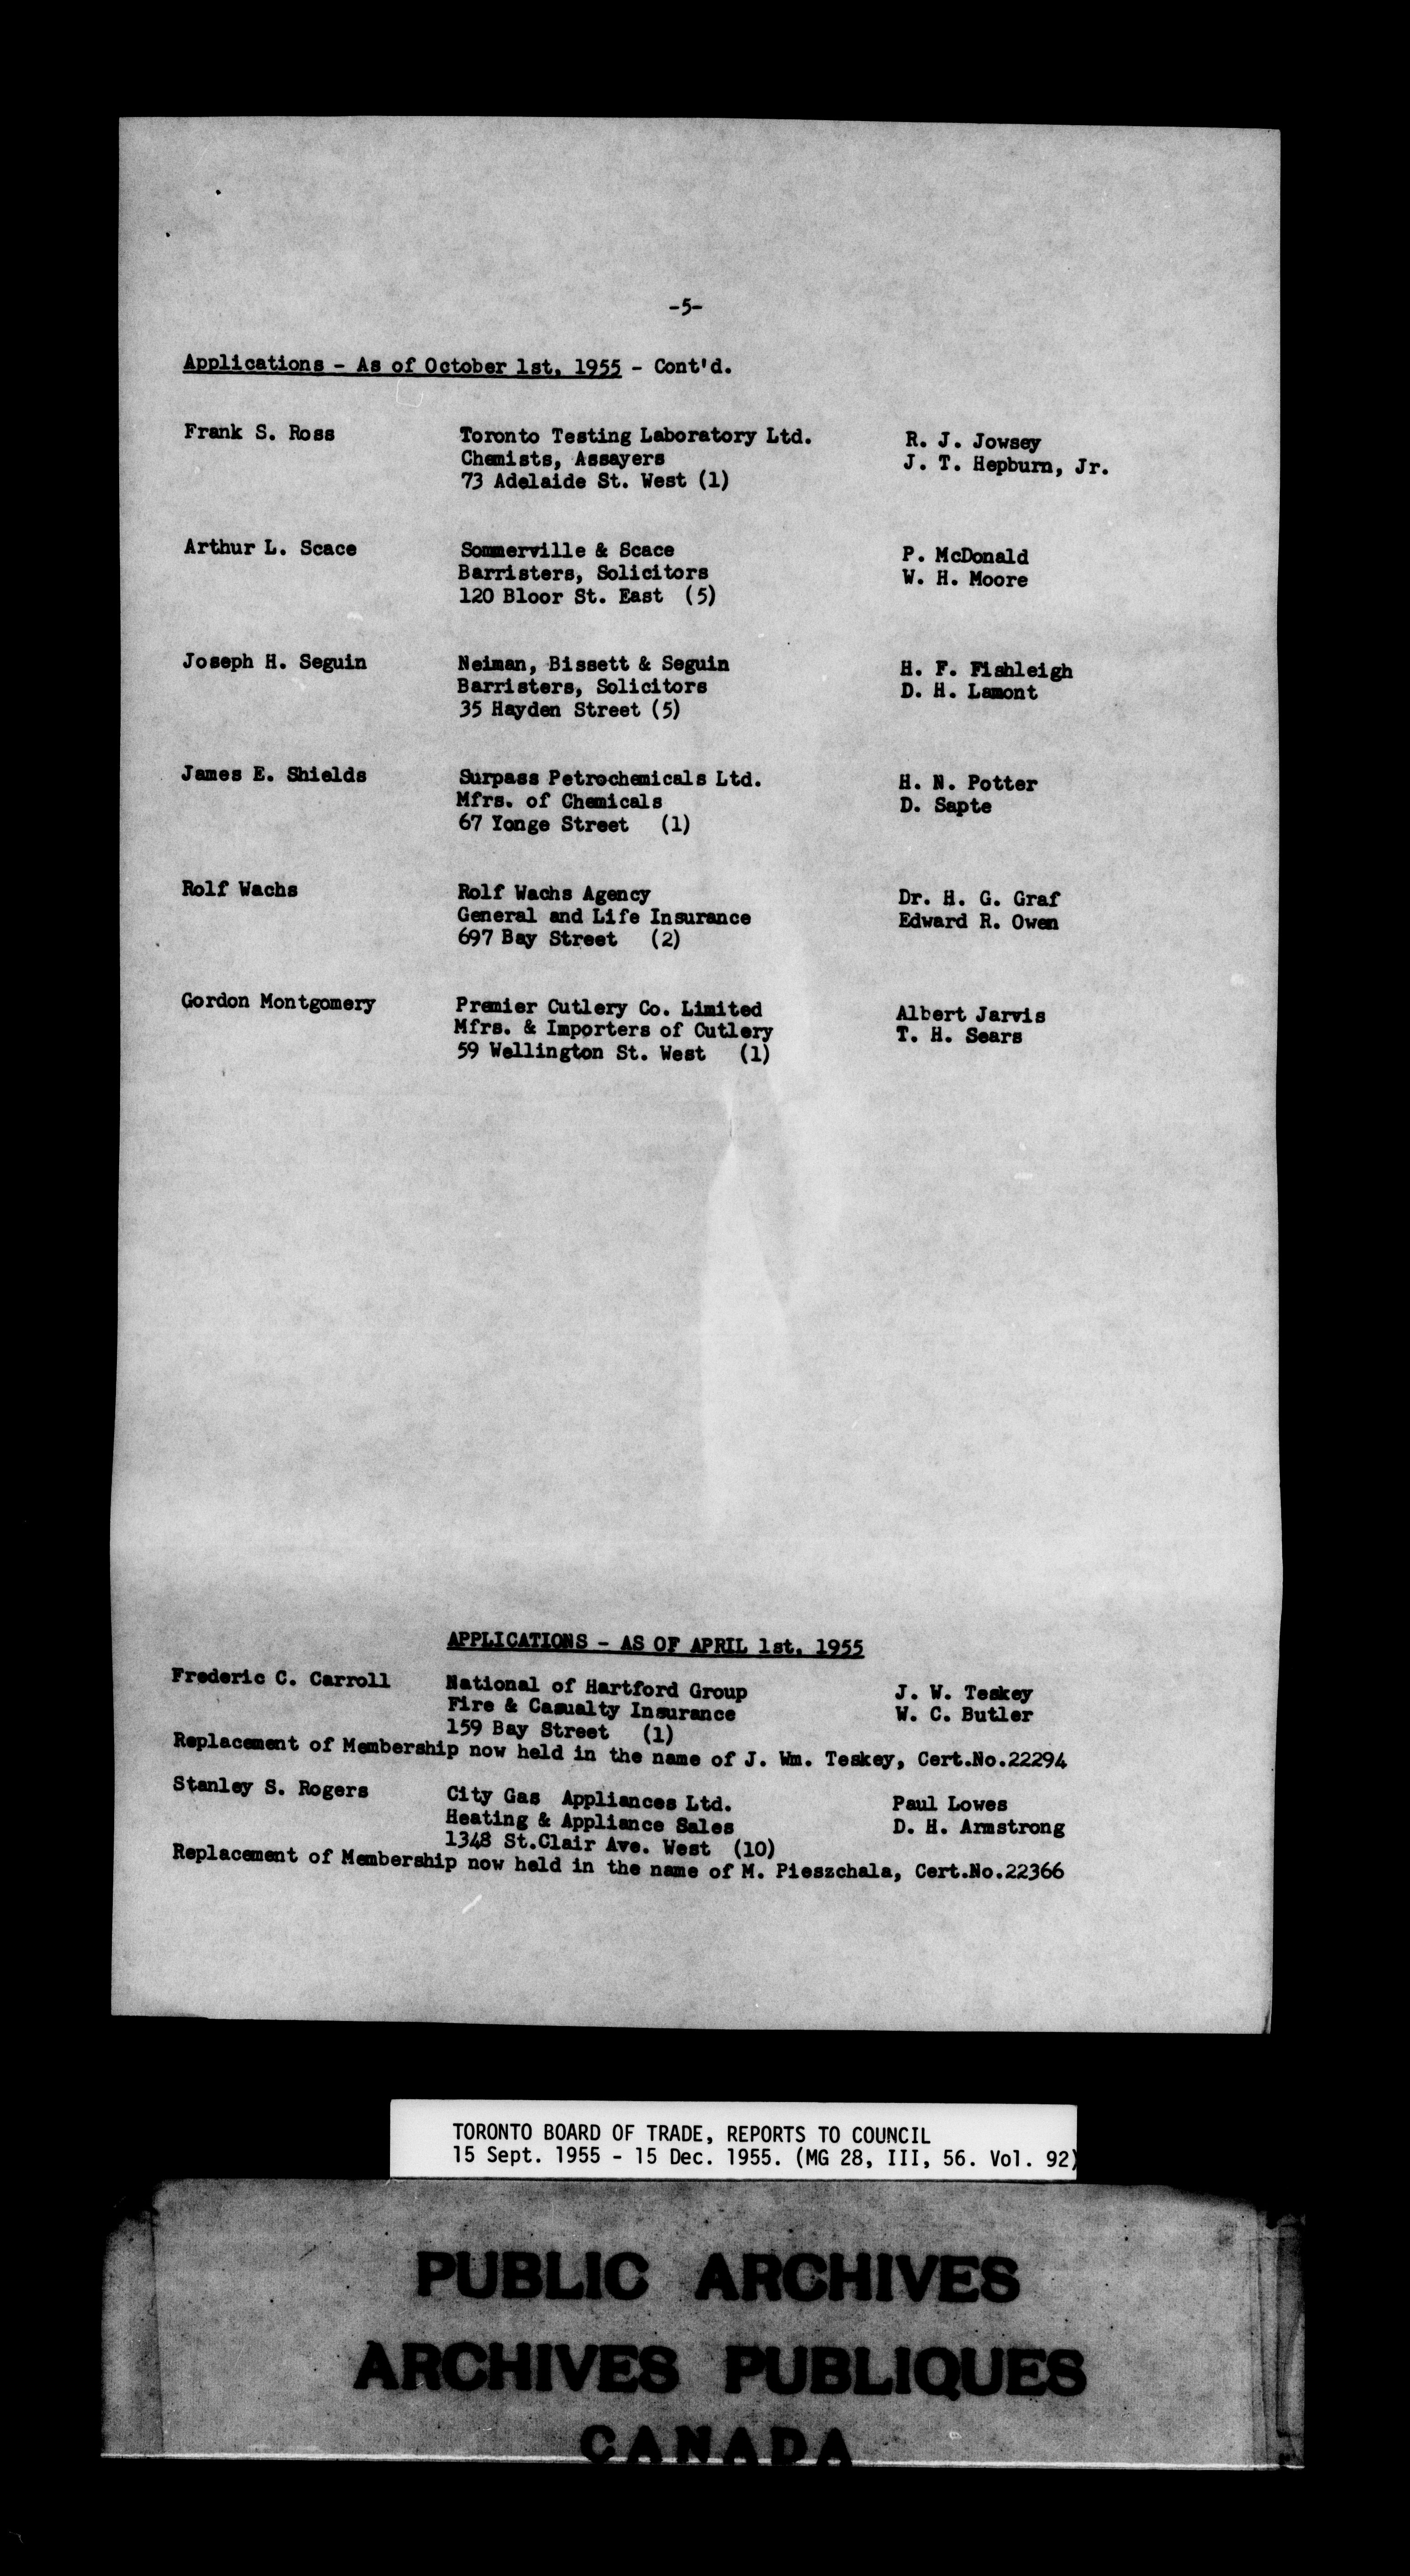 -5-
Applications - As of October 1st, 1955 - Cont'd.
Frank S. Ross
Toronto Testing Laboratory Ltd.
Chemists, Assayers
73 Adelaide St. West (1)
R. J. Jowsey
J. T. Hepburn, Jr.
Arthur L. Scace
Sommerville & Scace
Barristers, Solicitors
120 Bloor St. East (5)
P. McDonald
W. H. Moore
Joseph H. Seguin
Neiman, Bissett & Seguin
Barristers, Solicitors
35 Hayden Street (5)
H. F. Fishleigh
D. H. Lamont
James E. Shields
Surpass Petrochemicals Ltd.
Mfrs. of Chemicals
67 Yonge Street (1)
H. N. Potter
D. Sapte
Rolf Wachs
Rolf Wachs Agency
General and Life Insurance
697 Bay Street (2)
Dr. H. G. Graf
Edward R. Owen
Gordon Montgomery
Premier Cutlery Co. Limited
Mfrs. & Importers of Cutlery
59 Wellington St. West (1)
Albert Jarvis
T. H. Sears
APPLICATIONS - AS OF APRIL 1st, 1955
Frederic C. Carroll
National of Hartford Group
Fire & Casualty Insurance
159 Bay Street (1)
J. W. Teskey
W. C. Butler
Replacement of Membership now held in the name of J. Wm. Teskey, Cert.No.22294
Stanley S. Rogers
City Gas Appliances Ltd.
Heating & Appliance Sales
1348 St.Clair Ave. West (10)
Paul Lowes
D. H. Armstrong
Replacement of Membership now held in the name of M. Pieszchala, Cert.No.22366
TORONTO BOARD OF TRADE, REPORTS TO COUNCIL
15 Sept. 1955 - 15 Dec. 1955. (MG 28, III, 56. Vol. 92)
PUBLIC ARCHIVES
ARCHIVES PUBLIQUES
CANADA